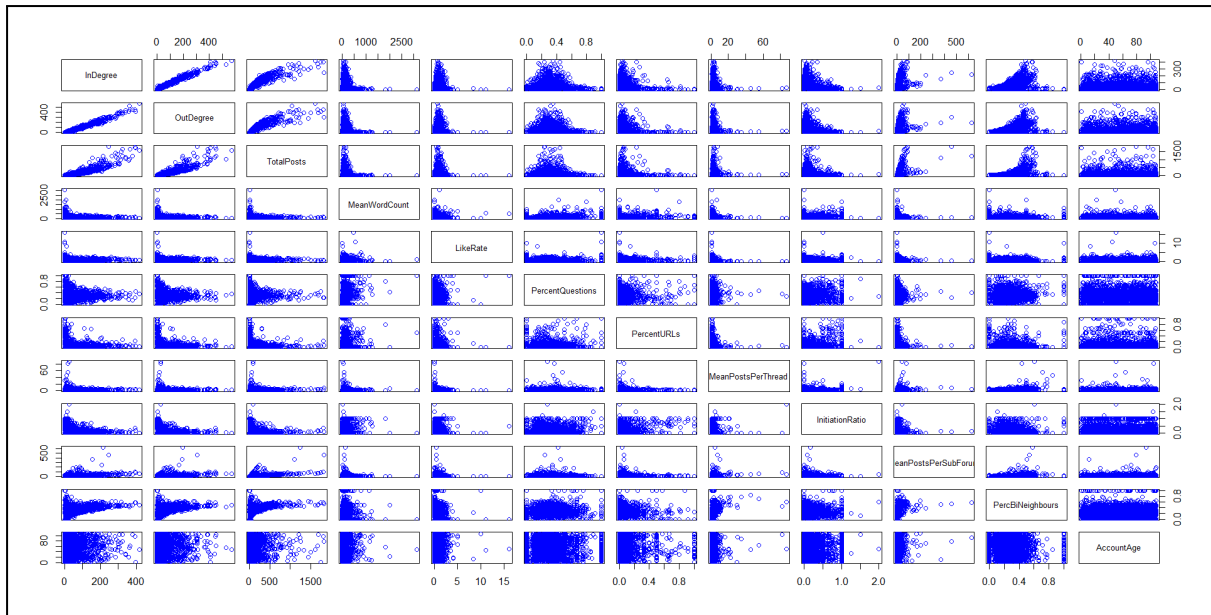 0 200 400
0 1000 2500
0.0 0.4 0.8
0 20 60
0 200 500
0 40 80
InDegree
0 300
0 400
OutDegree
TotalPosts
0 1500
0 2500
MeanWordCount
LikeRate
0 10
0.0 0.8
PercentQuestions
PercentURLs
0.0 0.8
0 60
MeanPostsPerThread
InitiationRatio
0.0 2.0
0 500
eanPostsPerSubForu
PercBiNeighbours
0.0 0.8
0 80
AccountAge
0 100 200 300 400
0 500 1500
0 5 10 15
0.0 0.4 0.8
0.0 1.0 2.0
0.0 0.4 0.8